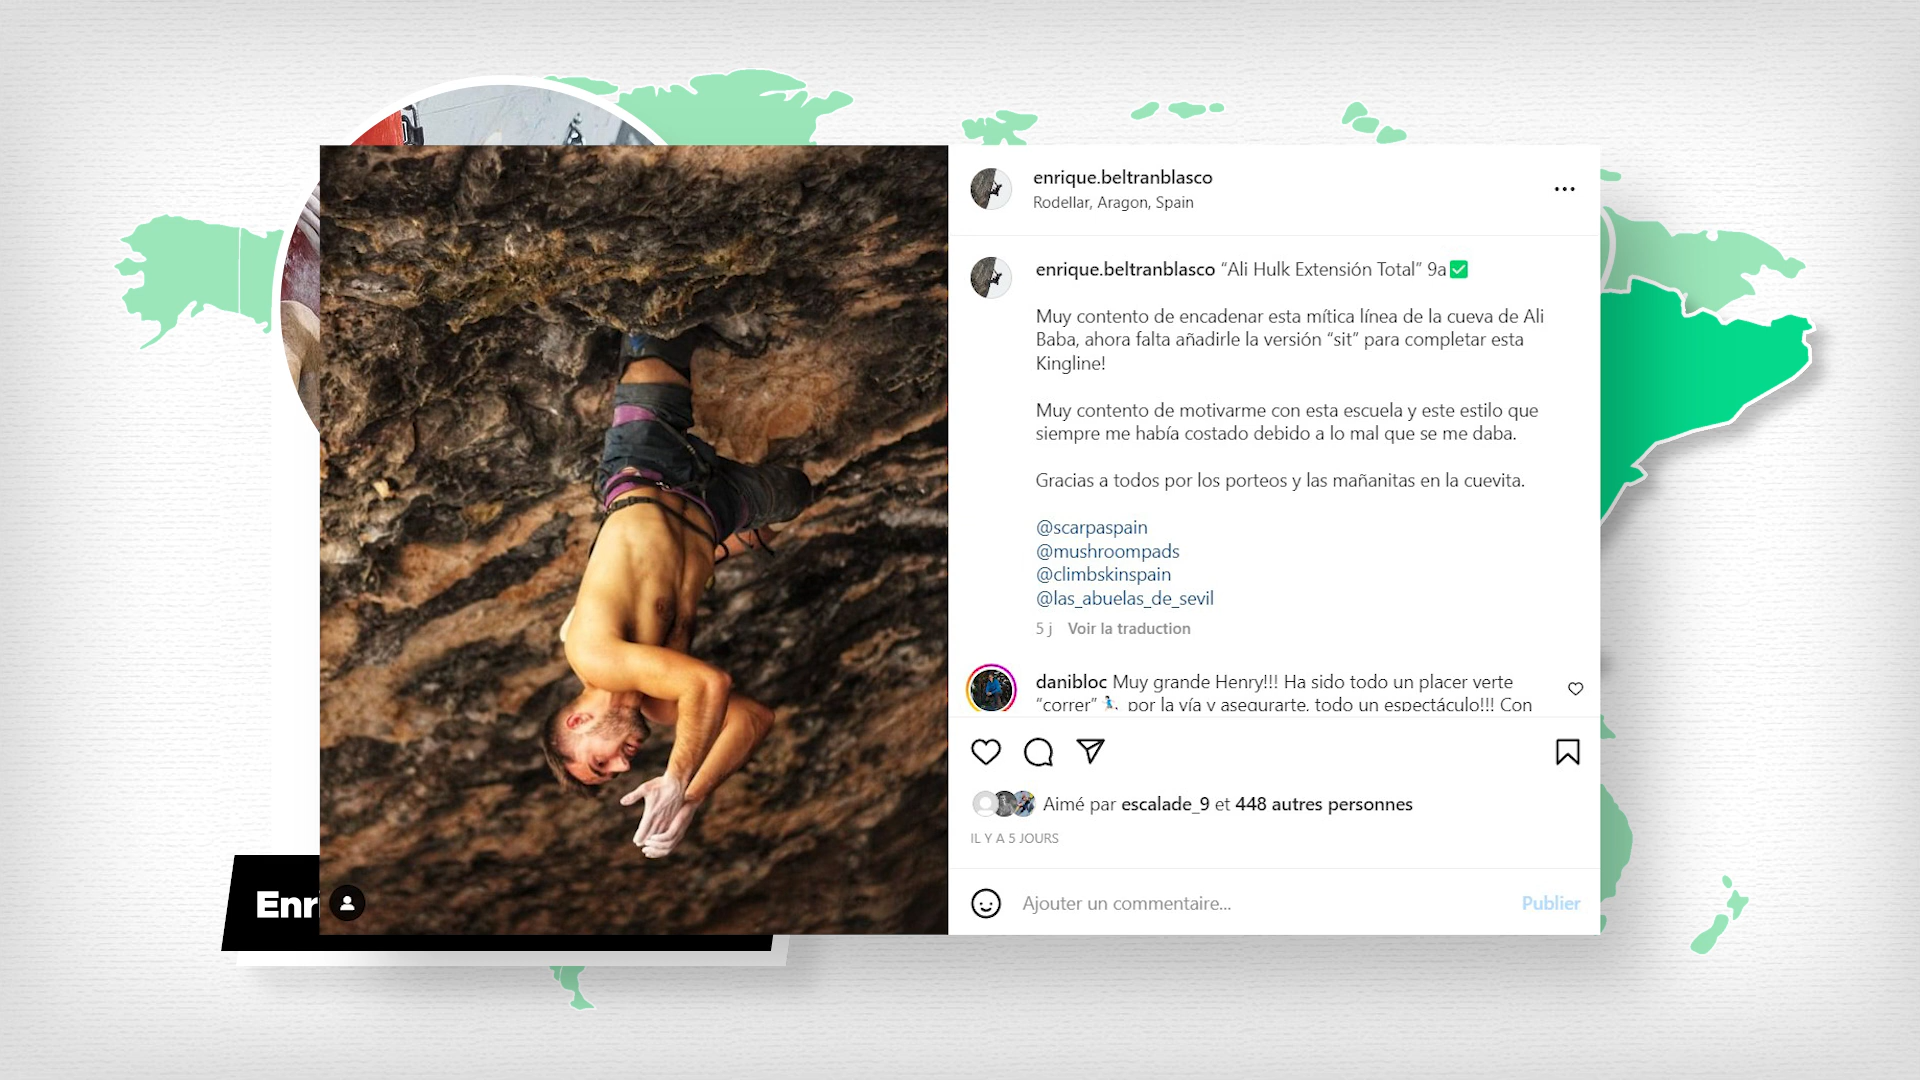 enrique.beltranblasco
Rodellar, Aragon, Spain
enrique.beltranblasco “Ali Hulk Extensión Total” 9a✅
Muy contento de encadenar esta mítica línea de la cueva de Ali
Baba, ahora falta añadirle la versión “sit” para completar esta
Kingline!
Muy contento de motivarme con esta escuela y este estilo que
siempre me había costado debido a lo mal que se me daba.
Gracias a todos por los porteos y las mañanitas en la cuevita.
@scarpaspain
@mushroompads
@climbskinspain
@las_abuelas_de_sevil
5 j Voir la traduction
danibloc Muy grande Henry!!! Ha sido todo un placer verte
“correr” por la vía y asegurarte, todo un espectáculo!!! Con
Aimé par escalade_9 et 448 autres personnes
IL Y A 5 JOURS
Ajouter un commentaire...
Publier
Enri